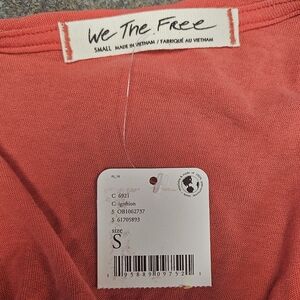 We The Free
SMALL MADE IN VIETNAM / FABRIQUÉ AU VIETNAM
C 6921
C ignition
S OB1062737
S 61705893
size
S